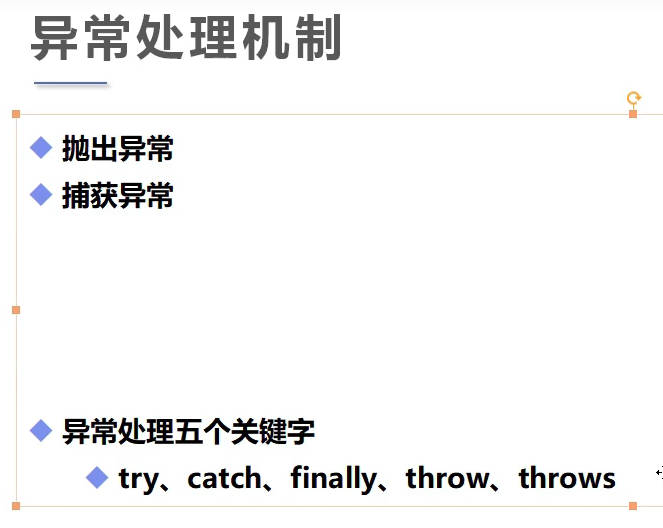 异常处理机制
抛出异常
捕获异常
异常处理五个关键字
try、catch、finally、throw、throws